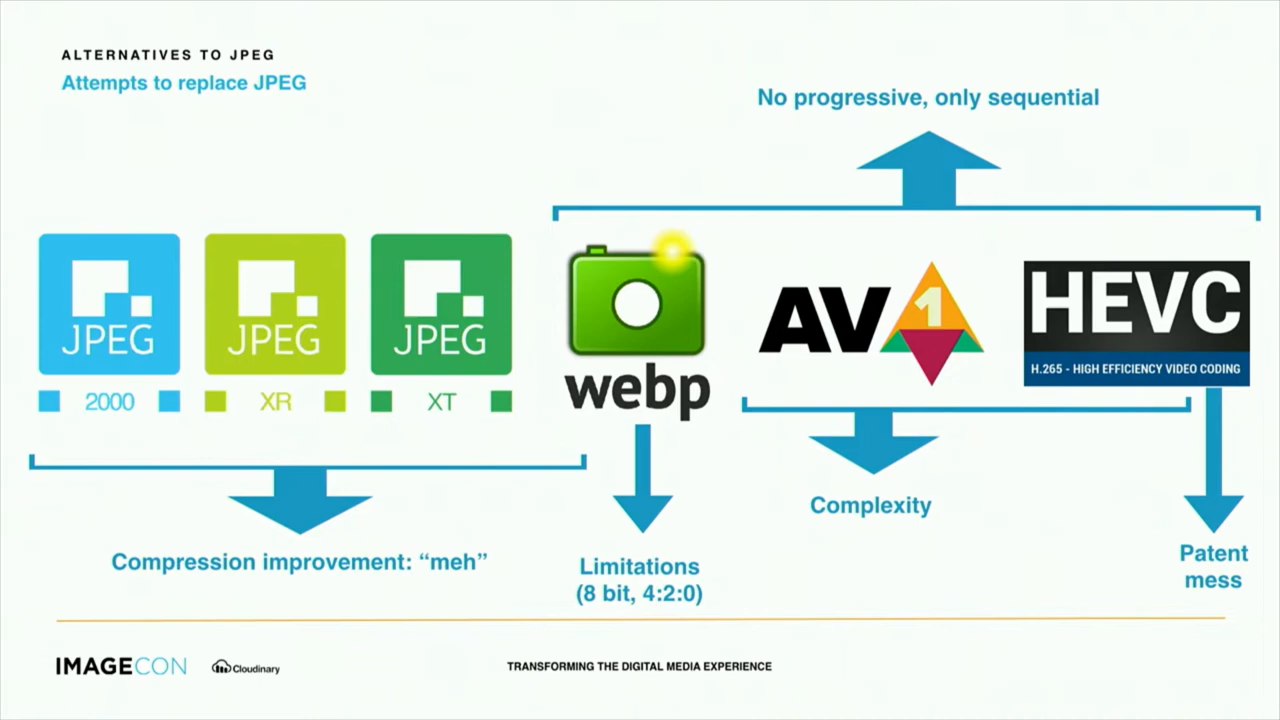 ALTERNATIVES TO JPEG
Attempts to replace JPEG
No progressive, only sequential
JPEG
2000
JPEG
XR
JPEG
XT
webp
AV1
HEVC
H.265 - HIGH EFFICIENCY VIDEO CODING
Complexity
Compression improvement: “meh”
Limitations
(8 bit, 4:2:0)
Patent
mess
IMAGECON
Cloudinary
TRANSFORMING THE DIGITAL MEDIA EXPERIENCE